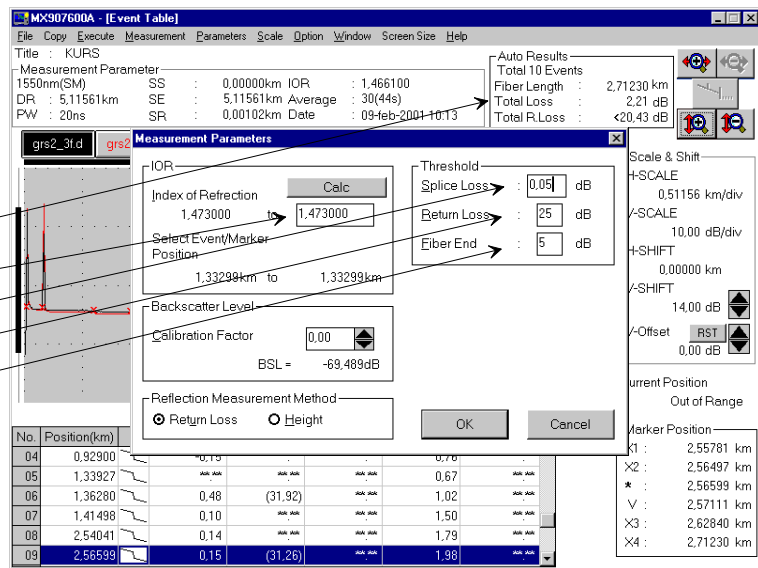 MX907600A - [Event Table]
File Copy Execute Measurement Parameters Scale Option Window Screen Size Help
Title : KURS
Measurement Parameter
1550nm(SM) SS : 0,00000km IOR : 1,466100
DR : 5,11561km SE : 5,11561km Average : 30(44s)
PW : 20ns SR : 0,00102km Date : 09-feb-2001 10:13
Auto Results
Total 10 Events
Fiber Length : 2,71230 km
Total Loss : 2,21 dB
Total R.Loss : <20,43 dB
1R 1R
grs2_3f.d grs2
Measurement Parameters
IOR
Calc
Index of Refrection
1,473000 to 1,473000
Select Event/Marker
Position
1,33299km to 1,33299km
Backscatter Level
Calibration Factor 0,00
BSL = -69,489dB
Reflection Measurement Method
Return Loss Height
Threshold
Splice Loss : 0,05 dB
Return Loss : 25 dB
Fiber End : 5 dB
OK Cancel
Scale & Shift
H-SCALE
0,51156 km/div
V-SCALE
10,00 dB/div
H-SHIFT
0,00000 km
V-SHIFT
14,00 dB
V-Offset RST
0,00 dB
urrent Position
Out of Range
Marker Position
X1 : 2,55781 km
X2 : 2,56497 km
* : 2,56599 km
V : 2,57111 km
X3 : 2,62840 km
X4 : 2,71230 km
No. Position(km)
04 0,92900 -0,15 0,76
05 1,33927 **.** **.** **.** 0,67 **.**
06 1,36280 0,48 (31,92) **.** 1,02 **.**
07 1,41498 0,10 . **.** 1,50 **.**
08 2,54041 0,14 . **.** 1,79 **.**
09 2,56599 0,15 (31,26) **.** 1,98 **.**